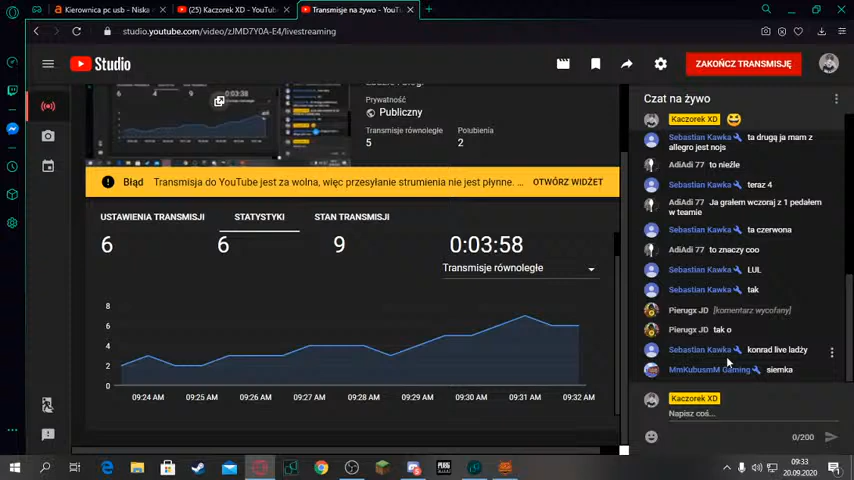 Kierownica pc usb - Niska
(25) Kaczorek XD - YouTube
Transmisje na żywo - YouT
studio.youtube.com/video/zJMD7Y0A-E4/livestreaming
Studio
ZAKOŃCZ TRANSMISJĘ
0:03:38
Prywatność
Publiczny
Transmisje równoległe
Polubienia
5
2
Błąd
Transmisja do YouTube jest za wolna, więc przesyłanie strumienia nie jest płynne. ...
OTWÓRZ WIDŻET
USTAWIENIA TRANSMISJI
STATYSTYKI
STAN TRANSMISJI
6
6
9
0:03:58
Transmisje równoległe
8
6
4
2
0
09:24 AM
09:25 AM
09:26 AM
09:27 AM
09:28 AM
09:29 AM
09:30 AM
09:31 AM
09:32 AM
Czat na żywo
Kaczorek XD
Sebastian Kawka ta drugą ja mam z
allegro jest nojs
AdiAdi 77 to nieźle
Sebastian Kawka teraz 4
AdiAdi 77 Ja grałem wczoraj z 1 pedałem
w teamie
Sebastian Kawka ta czerwona
AdiAdi 77 to znaczy coo
Sebastian Kawka LUL
Sebastian Kawka tak
Pierugx JD [komentarz wycofany]
Pierugx JD tak o
Sebastian Kawka konrad live ladźy
MmKubusmM Gaming siemka
Kaczorek XD
Napisz coś...
0/200
09:33
20.09.2020